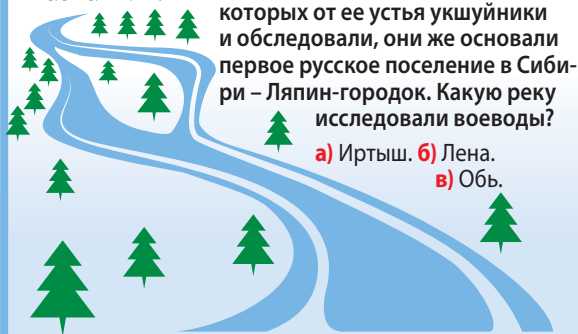 которых от ее устья укшуйники
и обследовали, они же основали
первое русское поселение в Сиби-
ри – Ляпин-городок. Какую реку
исследовали воеводы?
а) Иртыш. б) Лена.
в) Обь.